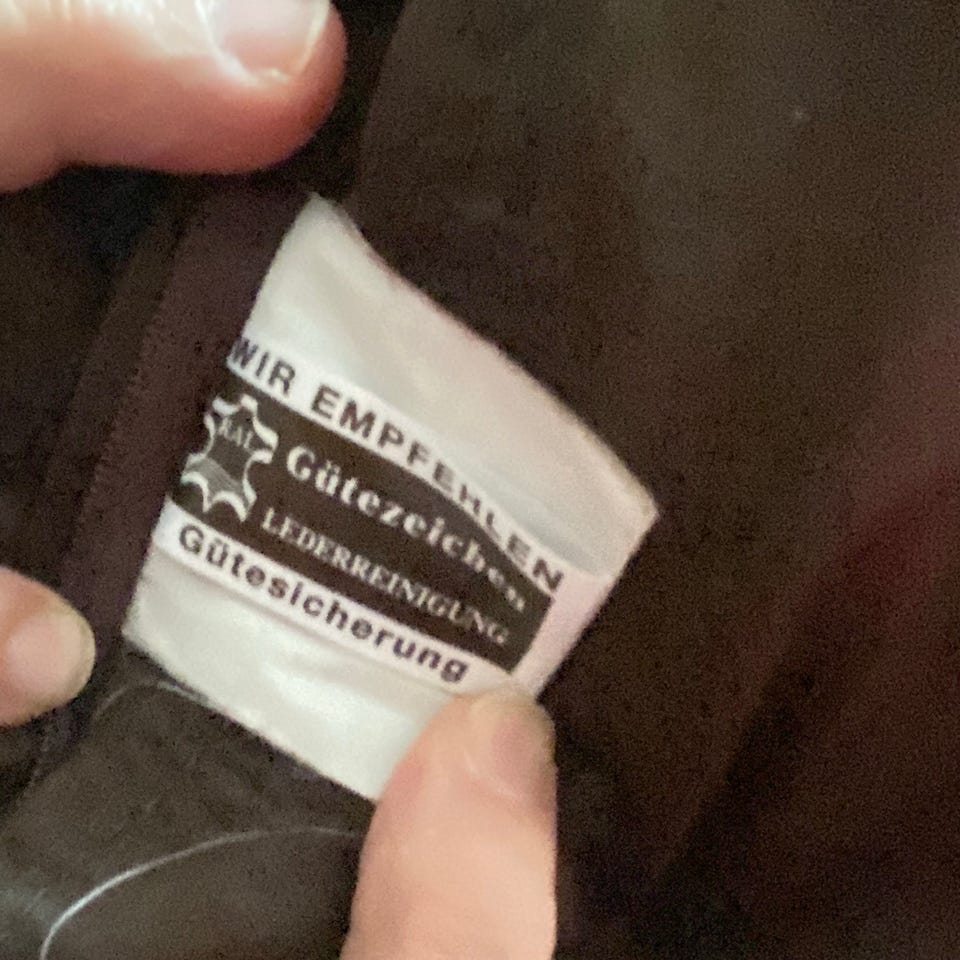 WIR EMPFEHLEN
RAL
Gütezeichen
LEDERREINIGUNG
Gütesicherung